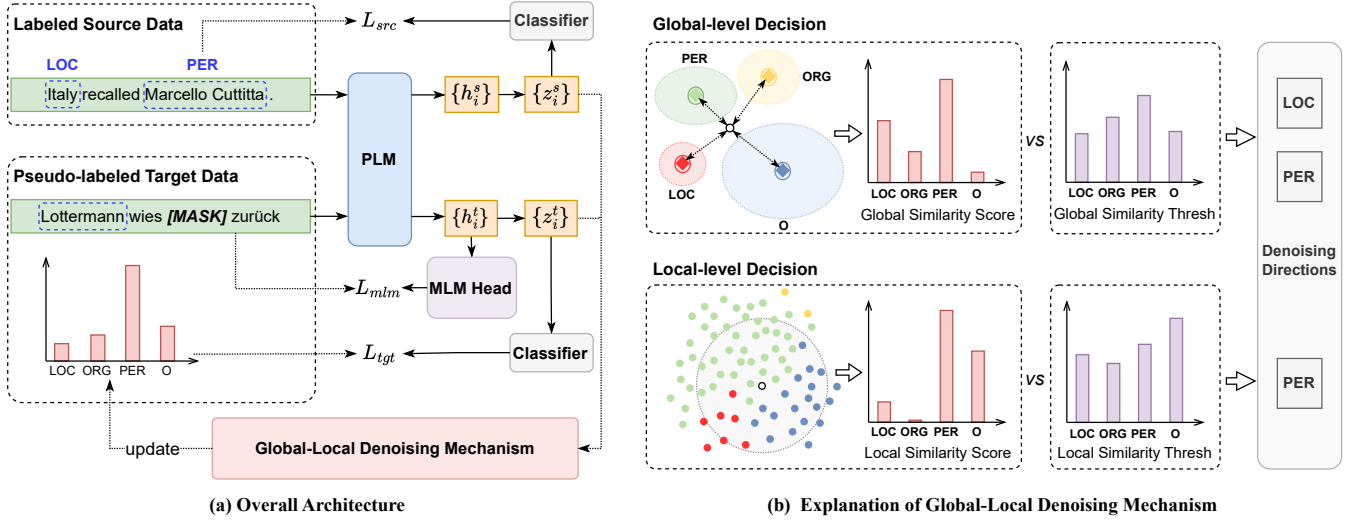 Labeled Source Data
LOC PER
Italy recalled Marcello Cuttitta .
L_src
Classifier
{h_i^s} {z_i^s}
PLM
Pseudo-labeled Target Data
Lottermann wies [MASK] zurück
{h_i^t} {z_i^t}
L_mlm
MLM Head
L_tgt
Classifier
LOC ORG PER O
update
Global-Local Denoising Mechanism
(a) Overall Architecture
Global-level Decision
PER
ORG
LOC
O
LOC ORG PER O
Global Similarity Score
VS
LOC ORG PER O
Global Similarity Thresh
LOC
PER
Denoising
Directions
PER
Local-level Decision
LOC ORG PER O
Local Similarity Score
VS
LOC ORG PER O
Local Similarity Thresh
(b) Explanation of Global-Local Denoising Mechanism